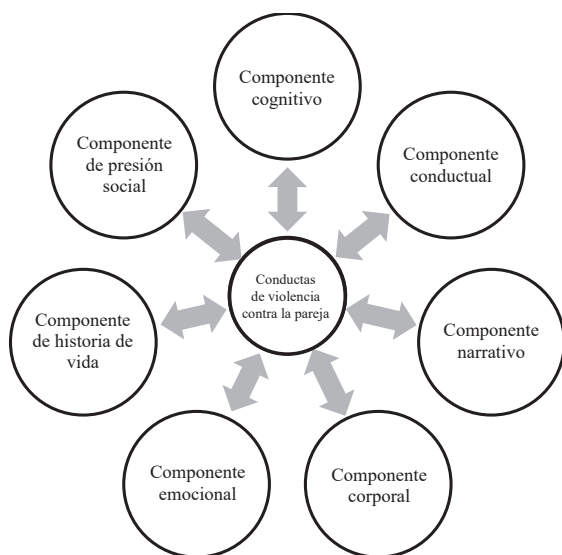 Componente
cognitivo
Componente
conductual
Componente
narrativo
Componente
corporal
Componente
emocional
Componente
de historia de
vida
Componente
de presión
social
Conductas
de violencia
contra la pareja